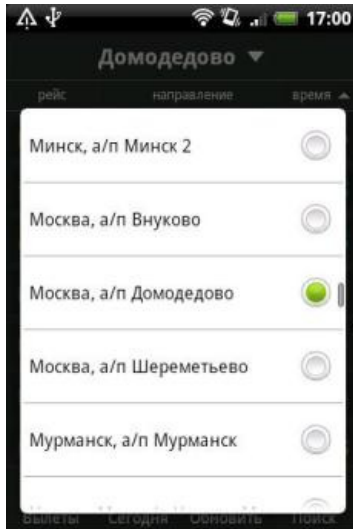 17:00
Домодедово
рейс направление время
Минск, а/п Минск 2
Москва, а/п Внуково
Москва, а/п Домодедово
Москва, а/п Шереметьево
Мурманск, а/п Мурманск
Вылеты Сегодня Обновить Поиск